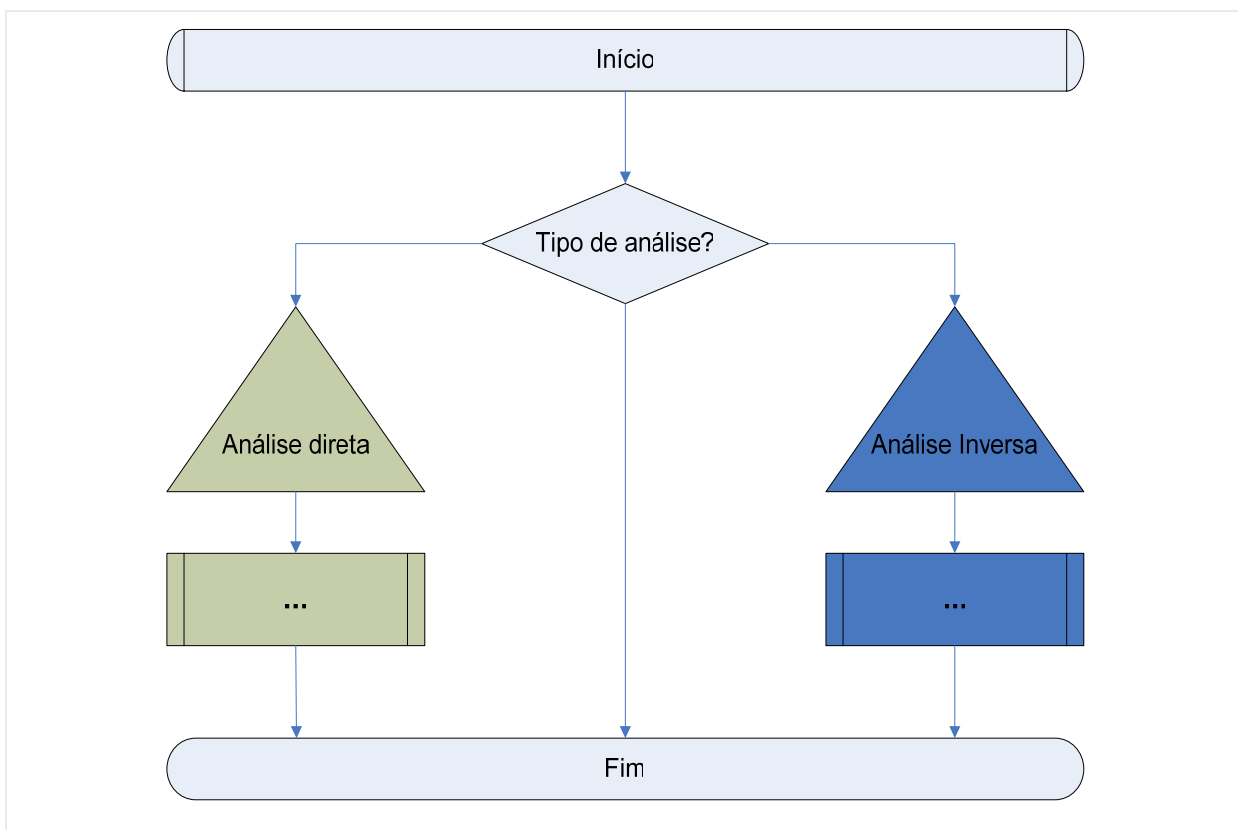 Início
Tipo de análise?
Análise direta
Análise Inversa
...
...
Fim